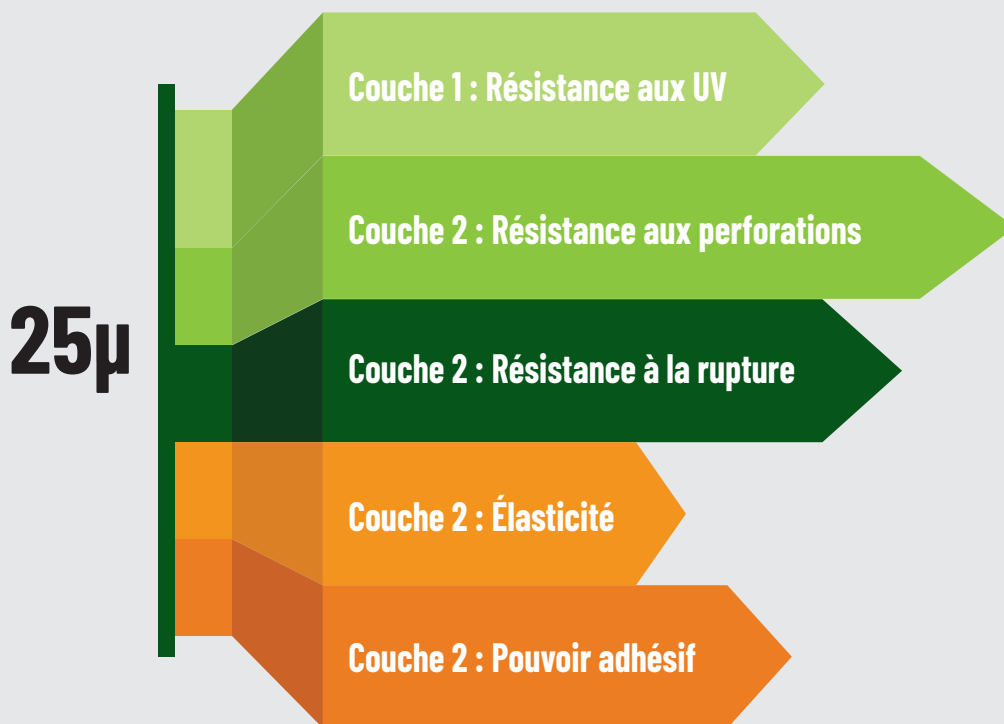 Couche 1 : Résistance aux UV
Couche 2 : Résistance aux perforations
25µ
Couche 2 : Résistance à la rupture
Couche 2 : Élasticité
Couche 2 : Pouvoir adhésif